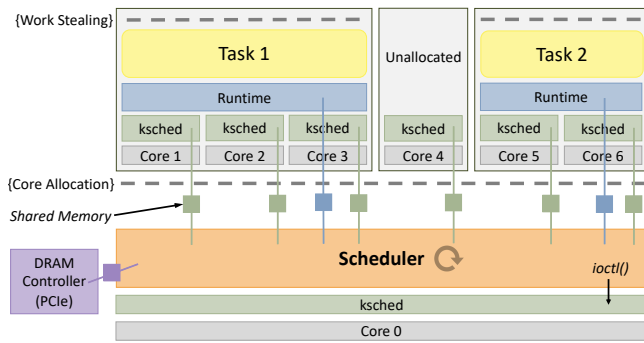 {Work Stealing}
Task 1
Unallocated
Task 2
Runtime
Runtime
ksched ksched ksched ksched ksched ksched
Core 1 Core 2 Core 3 Core 4 Core 5 Core 6
{Core Allocation}
Shared Memory
Scheduler
DRAM
Controller
(PCIe)
ioctl()
ksched
Core 0